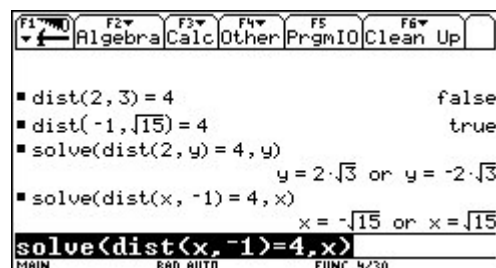 F1 F2 F3 F4 F5 F6
Algebra Calc Other PrgmIO Clean Up
▪ dist(2, 3) = 4 false
▪ dist(-1, √15) = 4 true
▪ solve(dist(2, y) = 4, y)
y = 2·√3 or y = -2·√3
▪ solve(dist(x, -1) = 4, x)
x = -√15 or x = √15
solve(dist(x,-1)=4,x)
MAIN RAD AUTO FUNC 4/30